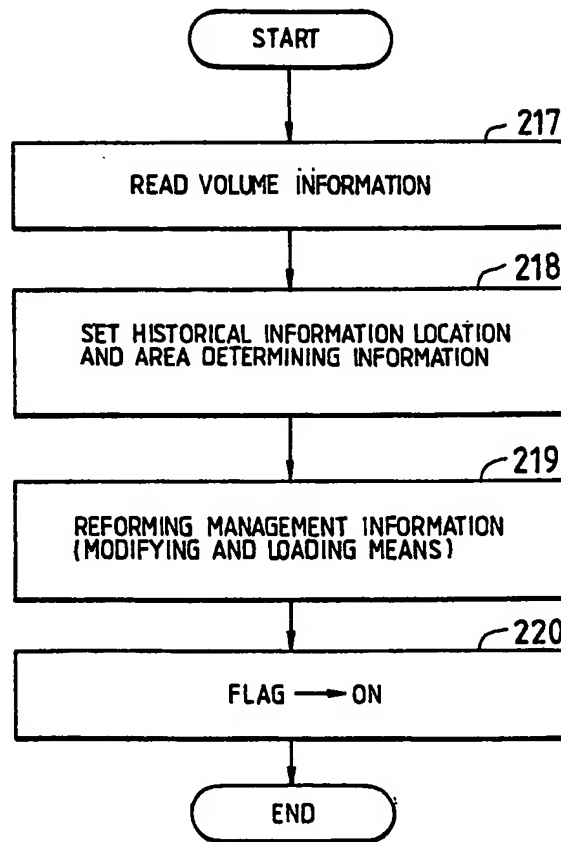 START
217
READ VOLUME INFORMATION
218
SET HISTORICAL INFORMATION LOCATION
AND AREA DETERMINING INFORMATION
219
REFORMING MANAGEMENT INFORMATION
(MODIFYING AND LOADING MEANS)
220
FLAG → ON
END